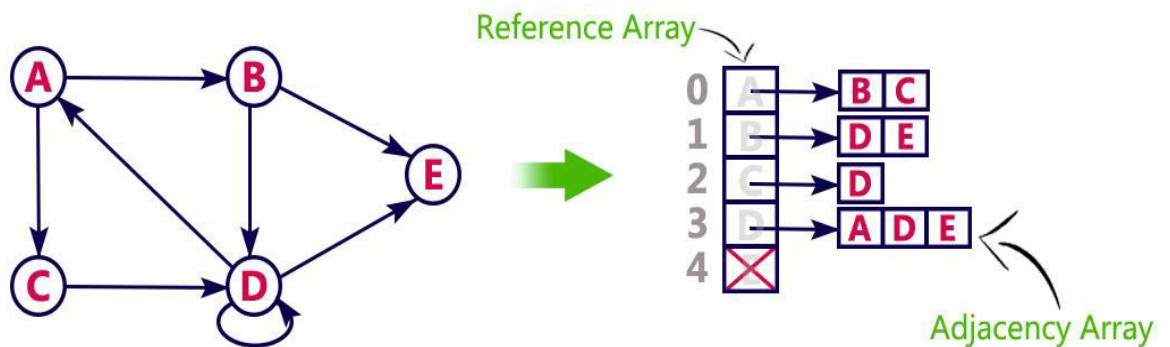 Reference Array
A B
E
C D
0 A B C
1 B D E
2 C D
3 D A D E
4 E
Adjacency Array